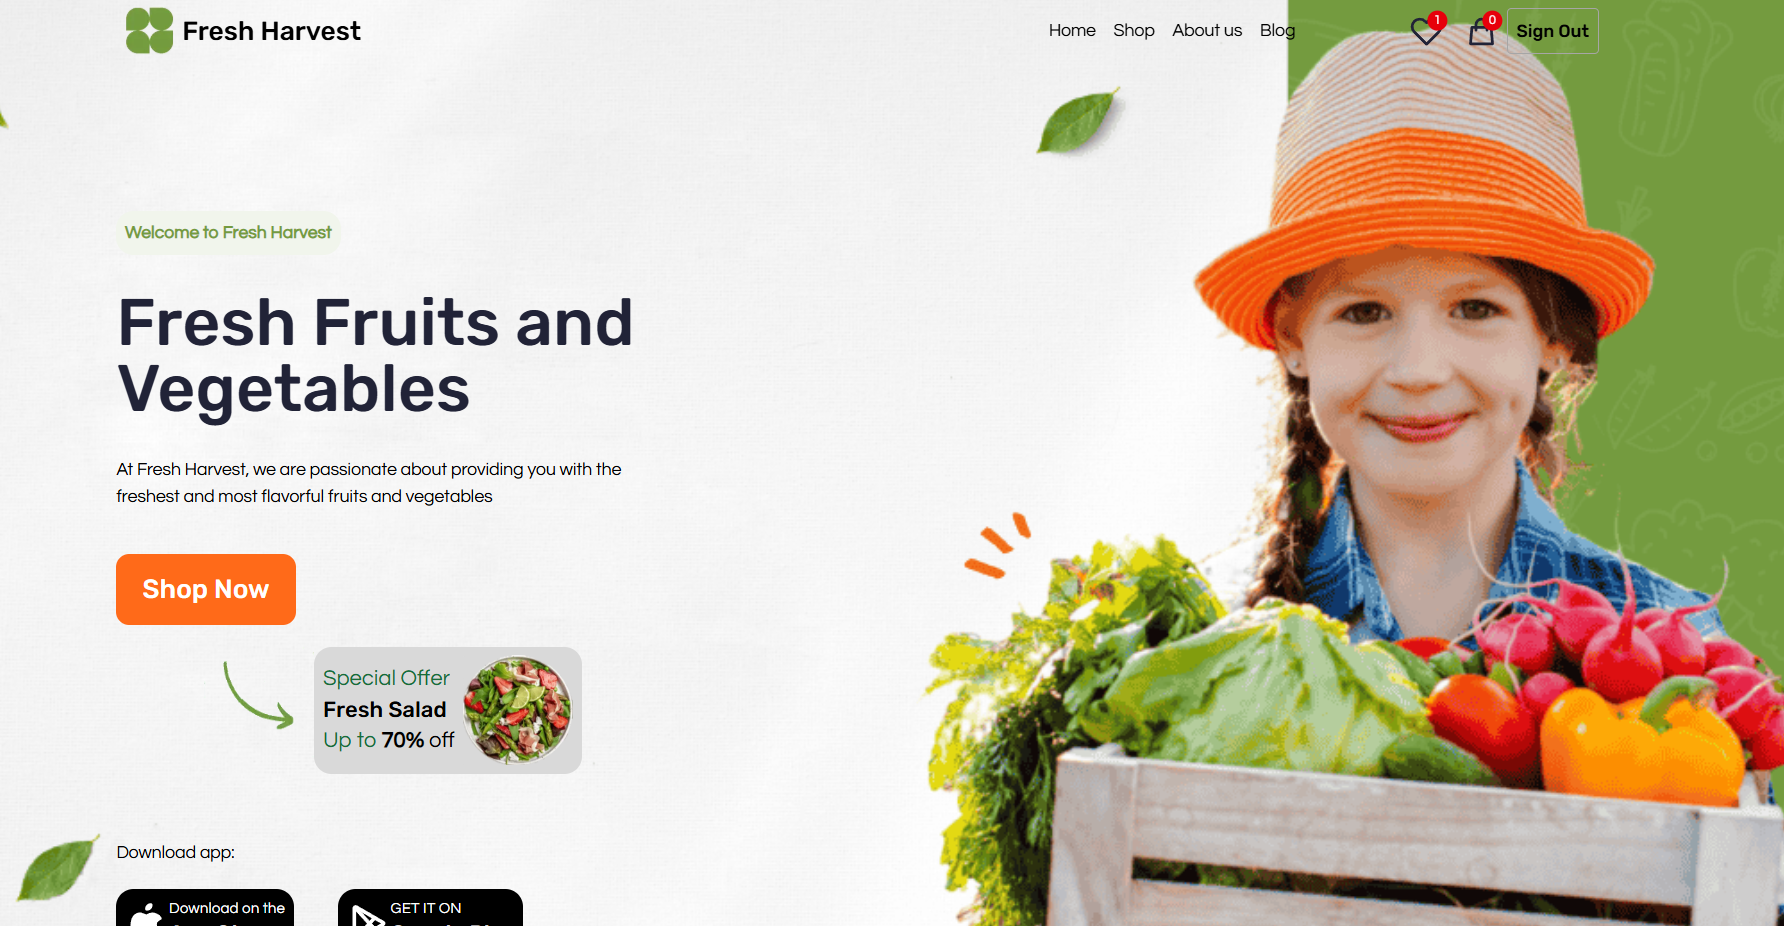 Fresh Harvest
Home Shop About us Blog
1
0
Sign Out
Welcome to Fresh Harvest
Fresh Fruits and
Vegetables
At Fresh Harvest, we are passionate about providing you with the
freshest and most flavorful fruits and vegetables
Shop Now
Special Offer
Fresh Salad
Up to 70% off
Download app:
Download on the
GET IT ON